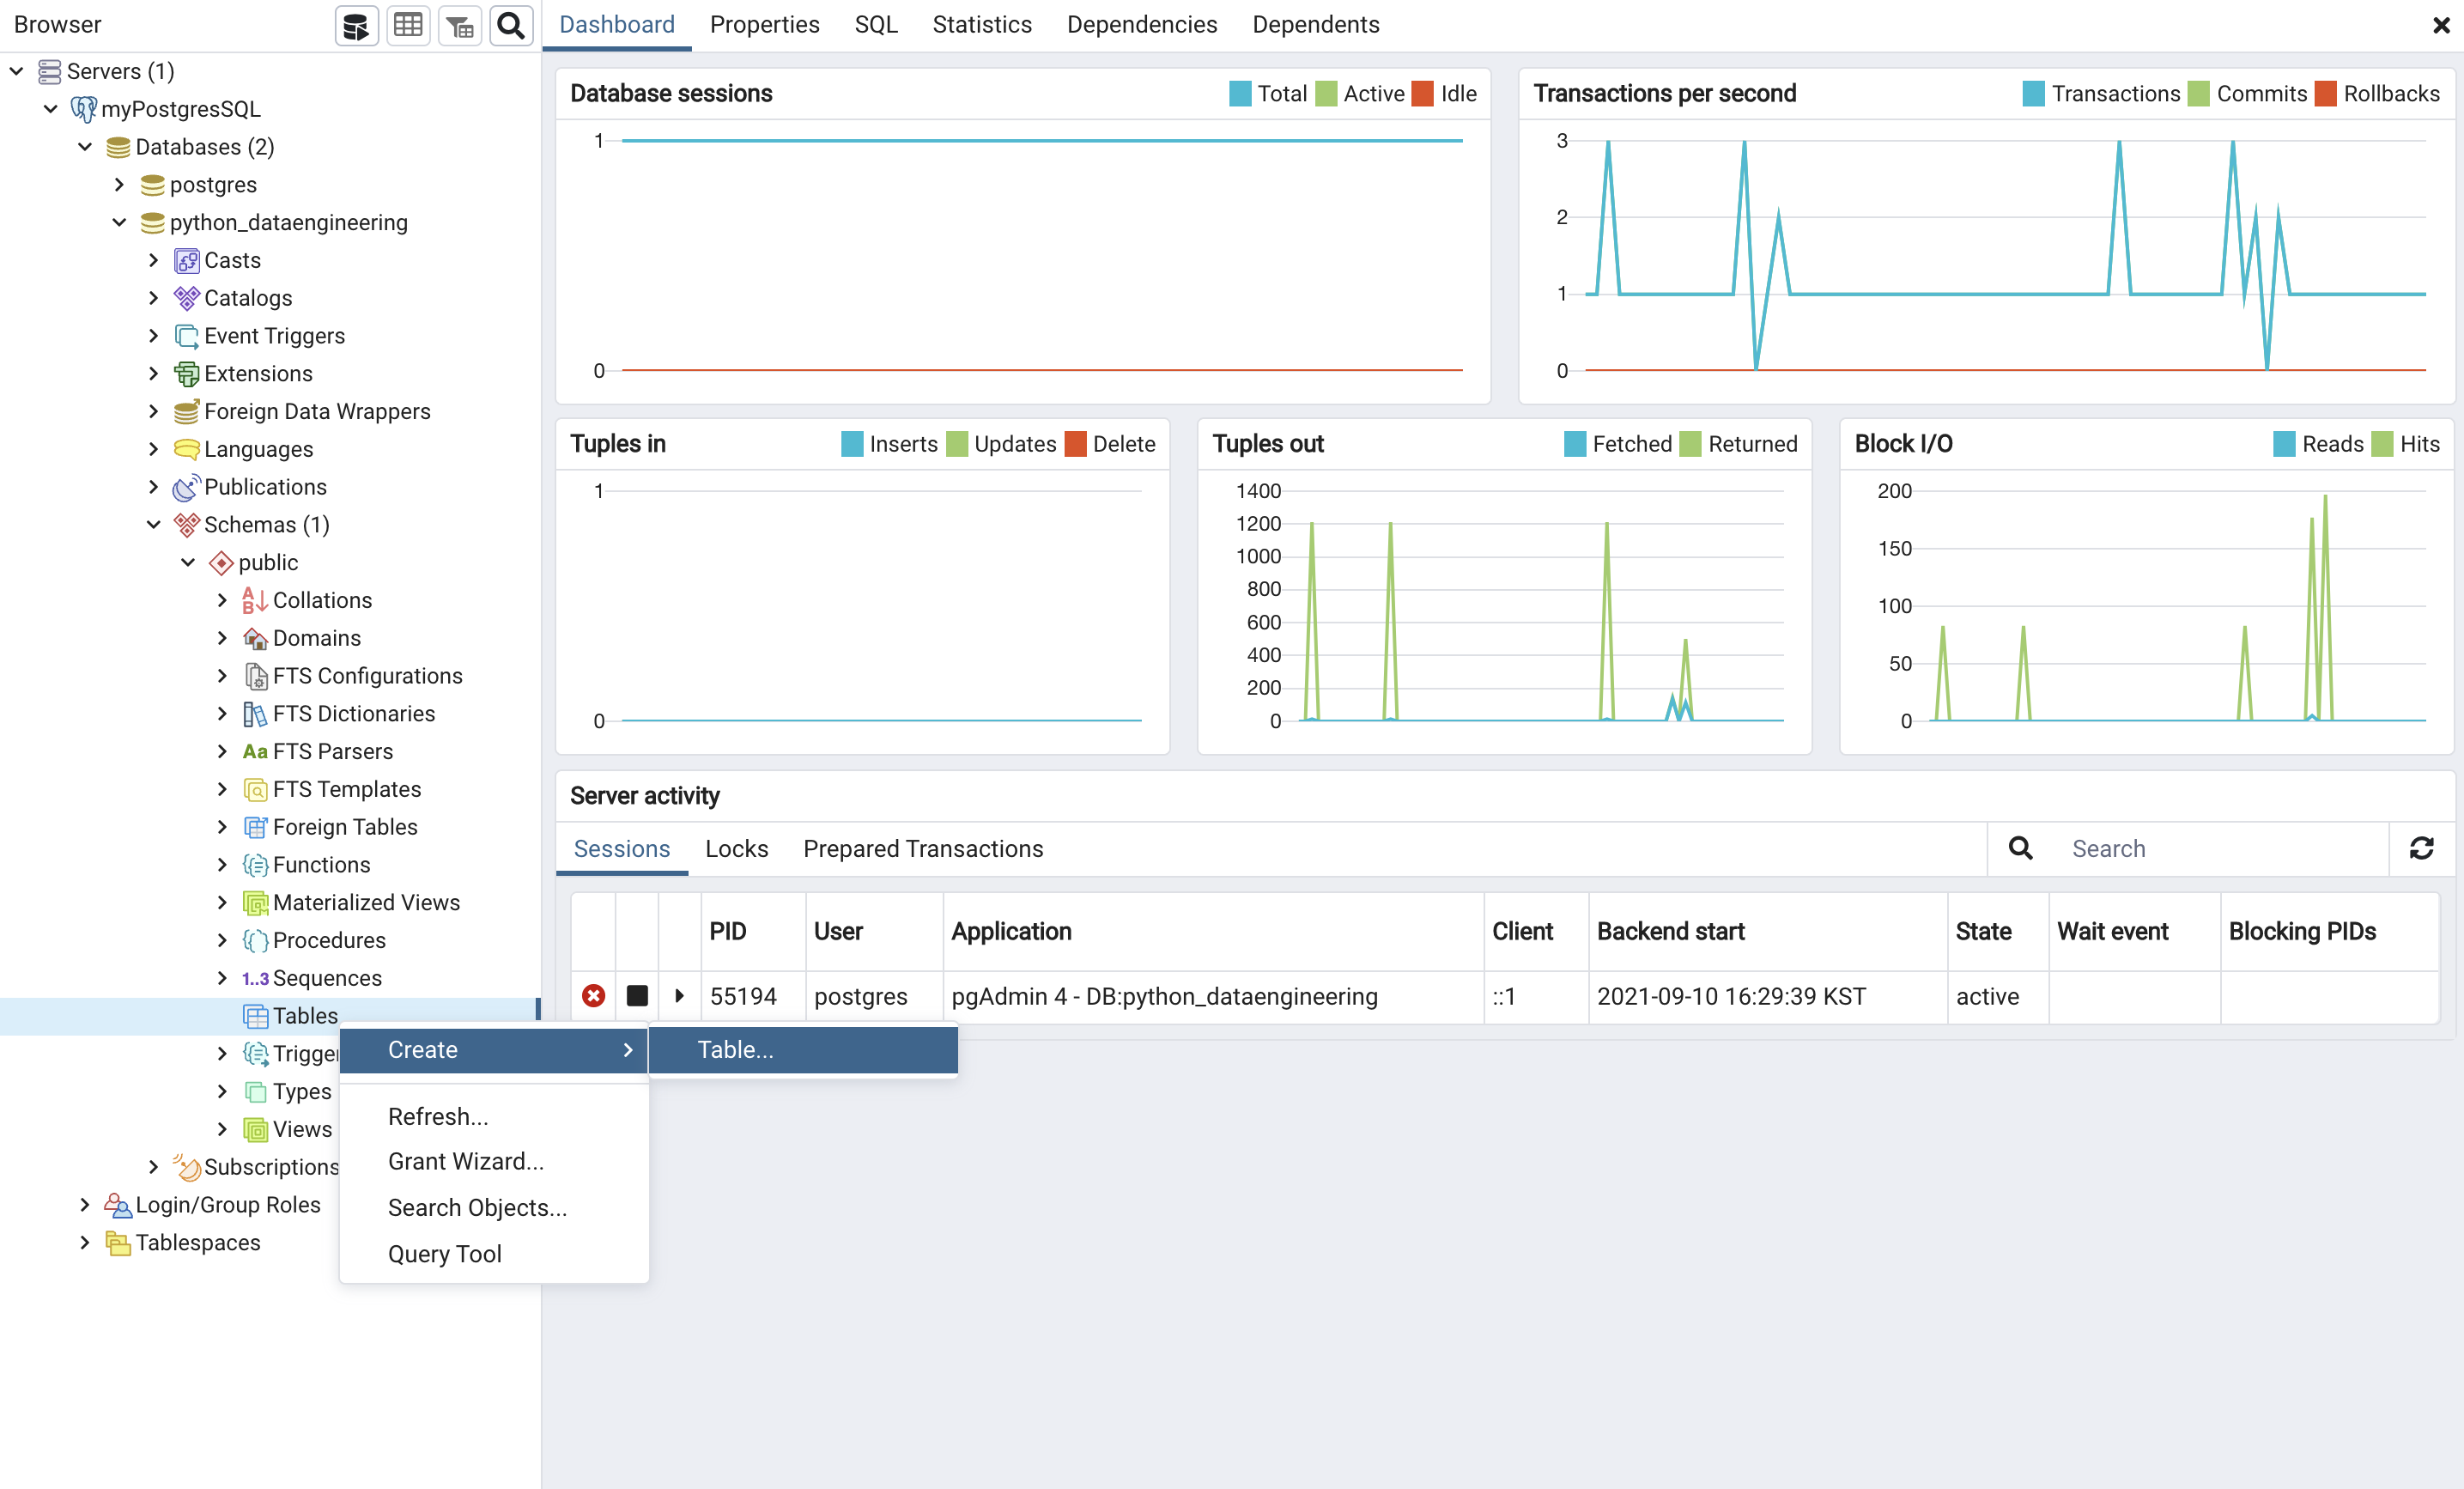 Browser
Dashboard Properties SQL Statistics Dependencies Dependents
Servers (1)
myPostgresSQL
Databases (2)
postgres
python_dataengineering
Casts
Catalogs
Event Triggers
Extensions
Foreign Data Wrappers
Languages
Publications
Schemas (1)
public
Collations
Domains
FTS Configurations
FTS Dictionaries
Aa FTS Parsers
FTS Templates
Foreign Tables
Functions
Materialized Views
Procedures
1..3 Sequences
Tables
Trigge
Types
Views
Subscriptions
Login/Group Roles
Tablespaces
Create
Table...
Refresh...
Grant Wizard...
Search Objects...
Query Tool
Database sessions Total Active Idle
1
0
Transactions per second Transactions Commits Rollbacks
3
2
1
0
Tuples in Inserts Updates Delete
1
0
Tuples out Fetched Returned
1400
1200
1000
800
600
400
200
0
Block I/O Reads Hits
200
150
100
50
0
Server activity
Sessions Locks Prepared Transactions Search
PID User Application Client Backend start State Wait event Blocking PIDs
55194 postgres pgAdmin 4 - DB:python_dataengineering ::1 2021-09-10 16:29:39 KST active